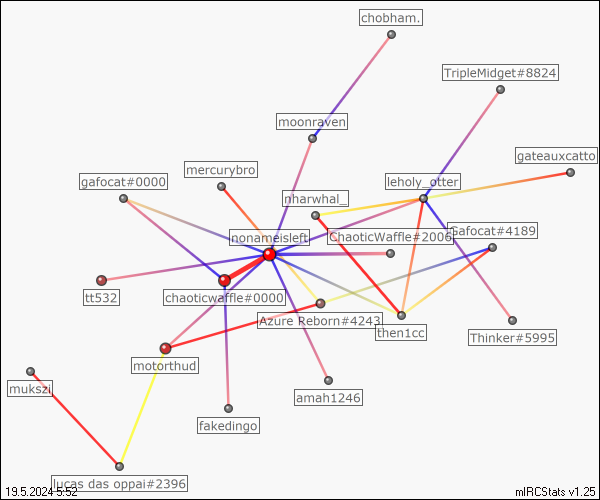 chobham.
TripleMidget#8824
moonraven
gateauxcatto
mercurybro
gafocat#0000
leholy_otter
nharwhal_
nonameisleft
ChaoticWaffle#2006
Gafocat#4189
tt532
chaoticwaffle#0000
Azure Reborn#4243
then1cc
Thinker#5995
motorthud
mukszi
amah1246
fakedingo
lucas das oppai#2396
19.5.2024 5:52
mIRCStats v1.25